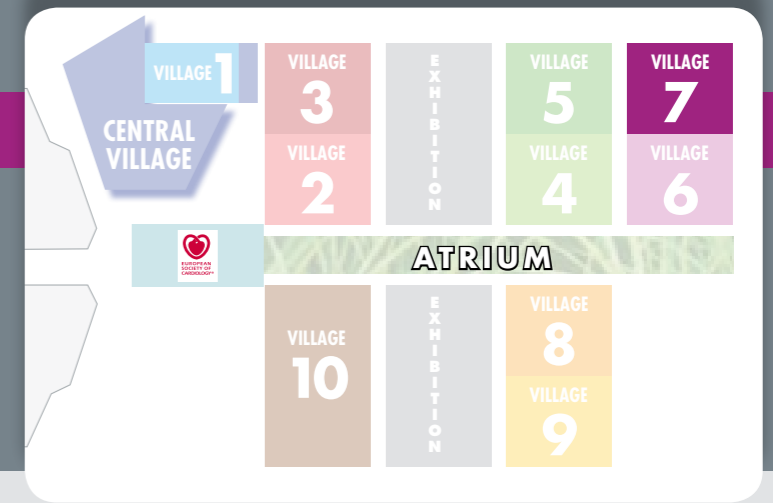 VILLAGE 1
CENTRAL
VILLAGE
VILLAGE
3
VILLAGE
2
EXHIBITION
VILLAGE
5
VILLAGE
4
VILLAGE
7
VILLAGE
6
EUROPEAN
SOCIETY OF
CARDIOLOGY®
ATRIUM
VILLAGE
10
EXHIBITION
VILLAGE
8
VILLAGE
9